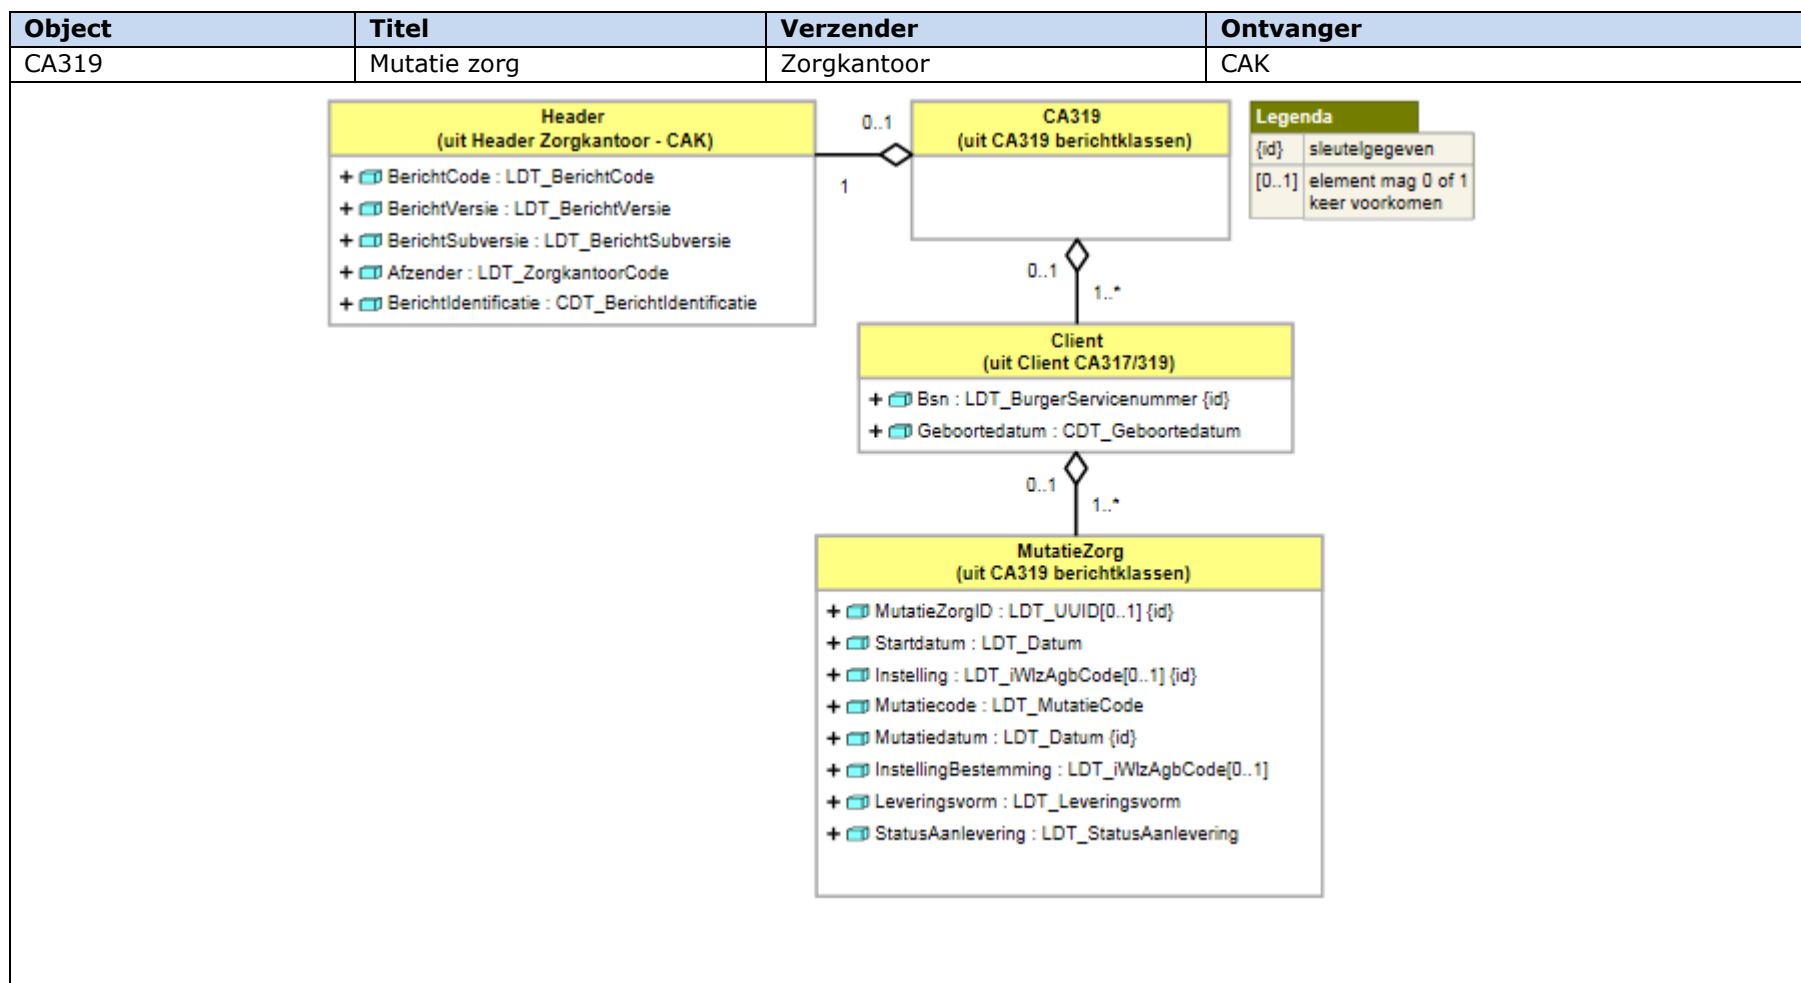 Object Titel Verzender Ontvanger
CA319 Mutatie zorg Zorgkantoor CAK
Header
(uit Header Zorgkantoor - CAK)
+ BerichtCode : LDT_BerichtCode
+ BerichtVersie : LDT_BerichtVersie
+ BerichtSubversie : LDT_BerichtSubversie
+ Afzender : LDT_ZorgkantoorCode
+ BerichtIdentificatie : CDT_BerichtIdentificatie
0..1
1
CA319
(uit CA319 berichtklassen)
Legenda
{id} sleutelgegeven
[0..1] element mag 0 of 1
keer voorkomen
0..1
1..*
Client
(uit Client CA317/319)
+ Bsn : LDT_BurgerServicenummer {id}
+ Geboortedatum : CDT_Geboortedatum
0..1
1..*
MutatieZorg
(uit CA319 berichtklassen)
+ MutatieZorgID : LDT_UUID[0..1] {id}
+ Startdatum : LDT_Datum
+ Instelling : LDT_iWlzAgbCode[0..1] {id}
+ Mutatiecode : LDT_MutatieCode
+ Mutatiedatum : LDT_Datum {id}
+ InstellingBestemming : LDT_iWlzAgbCode[0..1]
+ Leveringsvorm : LDT_Leveringsvorm
+ StatusAanlevering : LDT_StatusAanlevering